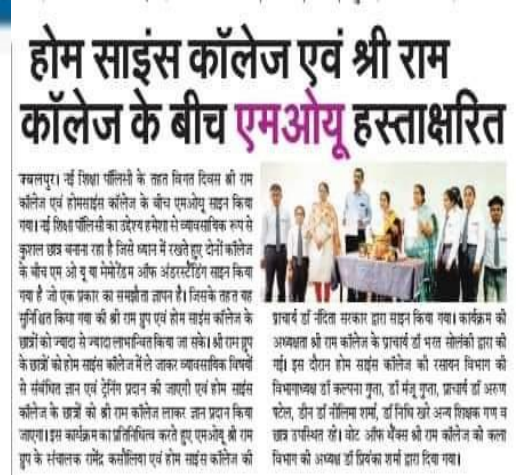 होम साइंस कॉलेज एवं श्री राम
कॉलेज के बीच एमओयू हस्ताक्षरित
जबलपुर। नई शिक्षा पॉलिसी के तहत विगत दिवस श्री राम
कॉलेज एवं होमसाइंस कॉलेज के बीच एमओयू साइन किया
गया। नई शिक्षा पॉलिसी का उद्देश्य हमेशा से व्यावसायिक रूप से
कुशल छात्र बनाना रहा है जिसे ध्यान में रखते हुए दोनों कॉलेज
के बीच एम ओ यू या मेमोरेंडम ऑफ अंडरस्टैंडिंग साइन किया
गया है जो एक प्रकार का समझौता ज्ञापन है। जिसके तहत यह
सुनिश्चित किया गया की श्री राम ग्रुप एवं होम साइंस कॉलेज के
छात्रों को ज्यादा से ज्यादा लाभान्वित किया जा सके। श्री राम ग्रुप
के छात्रों को होम साइंस कॉलेज में ले जाकर व्यावसायिक विषयों
से संबंधित ज्ञान एवं ट्रेनिंग प्रदान की जाएगी एवं होम साइंस
कॉलेज के छात्रों को श्री राम कॉलेज लाकर ज्ञान प्रदान किया
जाएगा। इस कार्यक्रम का प्रतिनिधित्व करते हुए एमओयू श्री राम
ग्रुप के संचालक रामेंद्र कसौलिया एवं होम साइंस कॉलेज की
प्राचार्य डॉ नंदिता सरकार द्वारा साइन किया गया। कार्यक्रम की
अध्यक्षता श्री राम कॉलेज के प्राचार्य डॉ भरत सोलंकी द्वारा की
गई। इस दौरान होम साइंस कॉलेज की रसायन विभाग की
विभागाध्यक्ष डॉ कल्पना गुप्ता, डॉ मंजू गुप्ता, प्राचार्य डॉ अरुण
पटेल, डीन डॉ नीलिमा शर्मा, डॉ निधि खरे अन्य शिक्षक गण व
छात्र उपस्थित रहे। वोट ऑफ थैंक्स श्री राम कॉलेज की कला
विभाग की अध्यक्ष डॉ प्रियंका शर्मा द्वारा दिया गया।